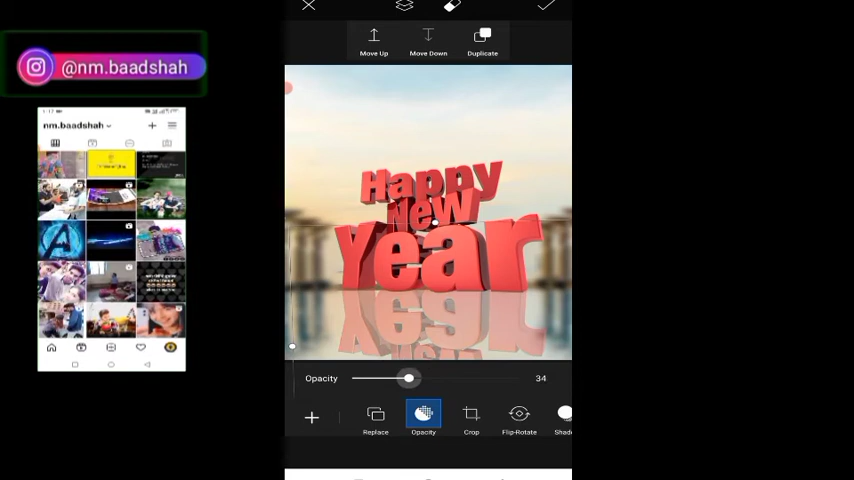 @nm.baadshah
nm.baadshah
Move Up
Move Down
Duplicate
Happy
New
Year
Opacity
34
Replace
Opacity
Crop
Flip-Rotate